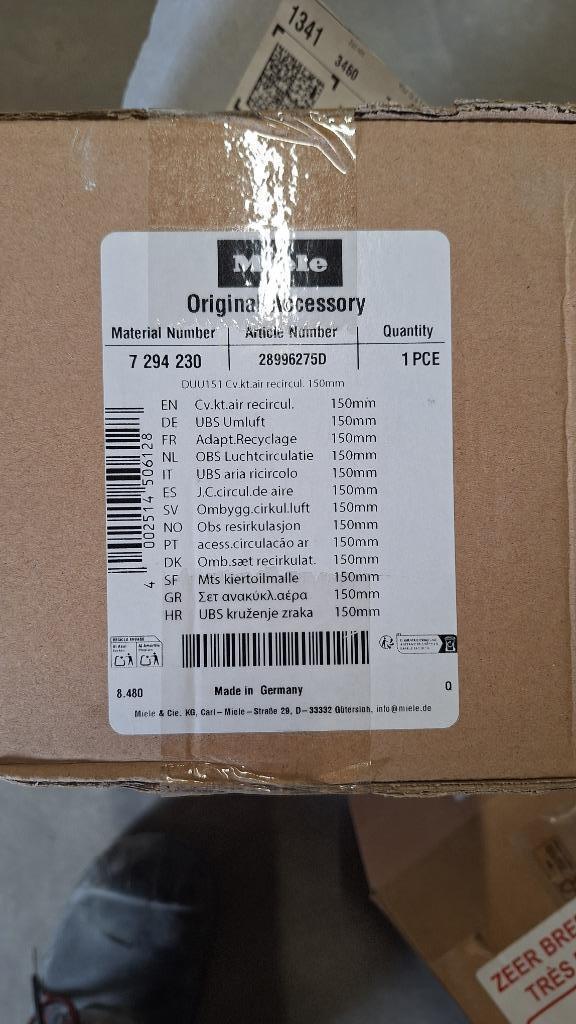 1341
3460
Miele
Original Accessory
Material Number Article Number Quantity
7 294 230 28996275D 1 PCE
DUU151 Cv.kt.air recircul. 150mm
EN Cv.kt.air recircul. 150mm
DE UBS Umluft 150mm
FR Adapt.Recyclage 150mm
NL OBS Luchtcirculatie 150mm
IT UBS aria ricircolo 150mm
ES J.C.circul.de aire 150mm
SV Ombygg.cirkul.luft 150mm
NO Obs resirkulasjon 150mm
PT acess.circulacão ar 150mm
DK Omb.sæt recirkulat. 150mm
SF Mts kiertoilmalle 150mm
GR Σετ ανακύκλ.αέρα 150mm
HR UBS kruženje zraka 150mm
4 002514 506128
8.480 Made in Germany Q
Miele & Cie. KG, Carl-Miele-Straße 29, D-33332 Gütersloh, info@miele.de
ZEER BRE
TRÈS